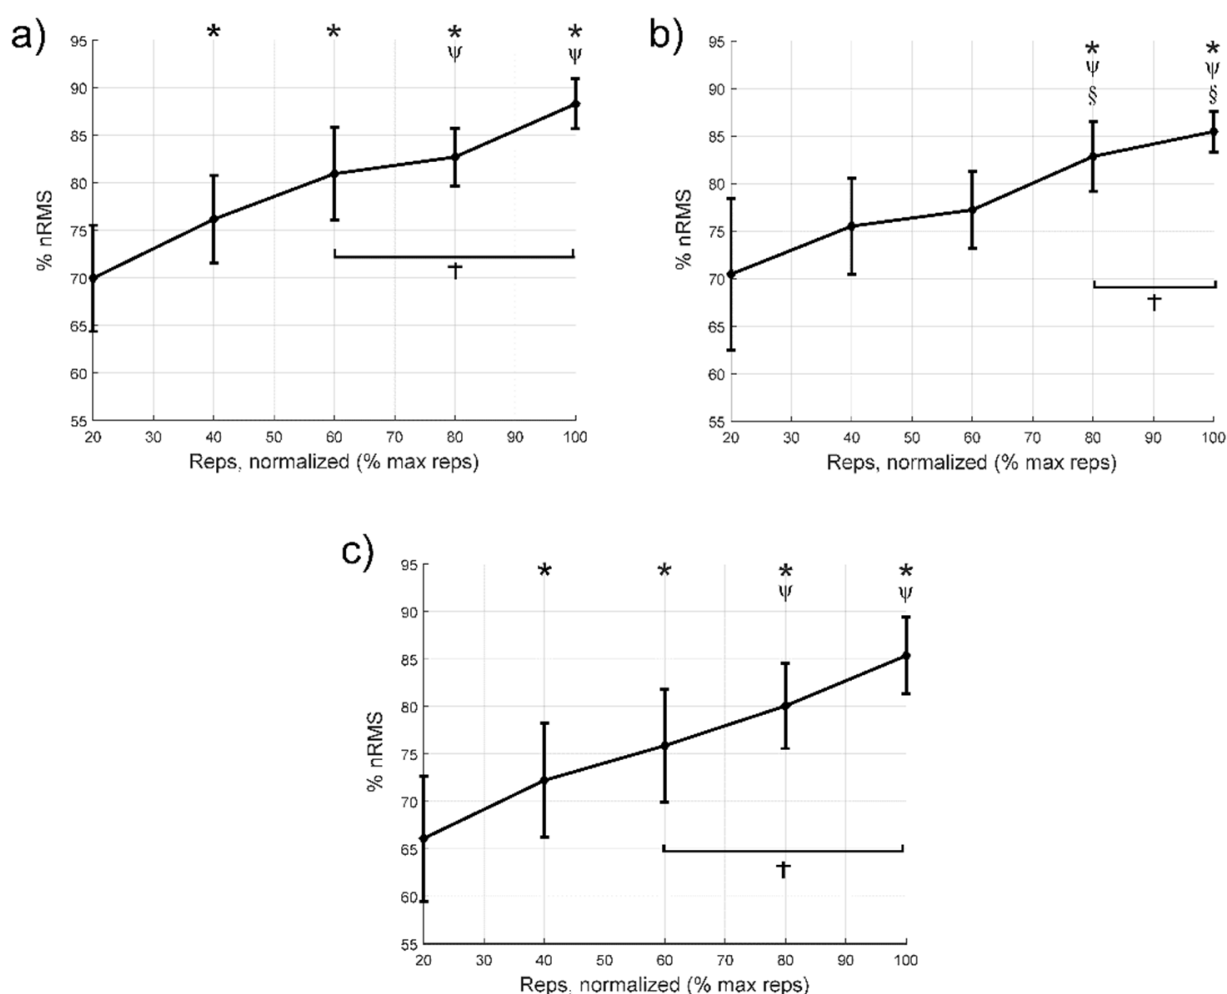 a)
* * * *
ψ ψ
95
90
85
80
75
70
65
60
55
% nRMS
†
20 30 40 50 60 70 80 90 100
Reps, normalized (% max reps)
b)
* *
ψ ψ
§ §
95
90
85
80
75
70
65
60
55
% nRMS
†
20 30 40 50 60 70 80 90 100
Reps, normalized (% max reps)
c)
* * * *
ψ ψ
95
90
85
80
75
70
65
60
55
% nRMS
†
20 30 40 50 60 70 80 90 100
Reps, normalized (% max reps)